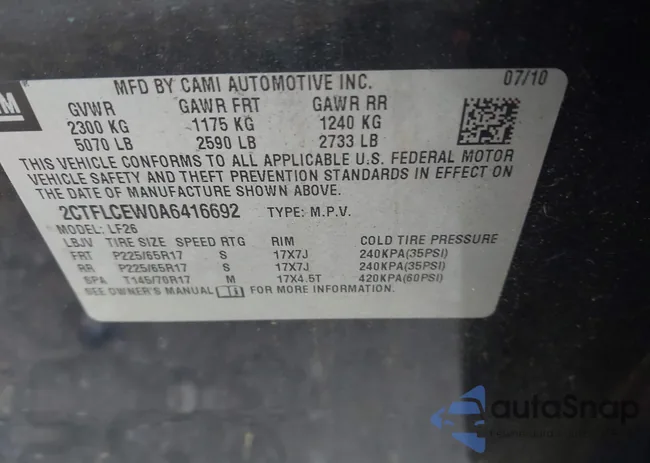 GM
MFD BY CAMI AUTOMOTIVE INC. 07/10
GVWR GAWR FRT GAWR RR
2300 KG 1175 KG 1240 KG
5070 LB 2590 LB 2733 LB
THIS VEHICLE CONFORMS TO ALL APPLICABLE U.S. FEDERAL MOTOR
VEHICLE SAFETY AND THEFT PREVENTION STANDARDS IN EFFECT ON
THE DATE OF MANUFACTURE SHOWN ABOVE.
2CTFLCEW0A6416692 TYPE: M.P.V.
MODEL: LF26
LBJV TIRE SIZE SPEED RTG RIM COLD TIRE PRESSURE
FRT P225/65R17 S 17X7J 240KPA(35PSI)
RR P225/65R17 S 17X7J 240KPA(35PSI)
SPA T145/70R17 M 17X4.5T 420KPA(60PSI)
SEE OWNER'S MANUAL FOR MORE INFORMATION.
autoSnap